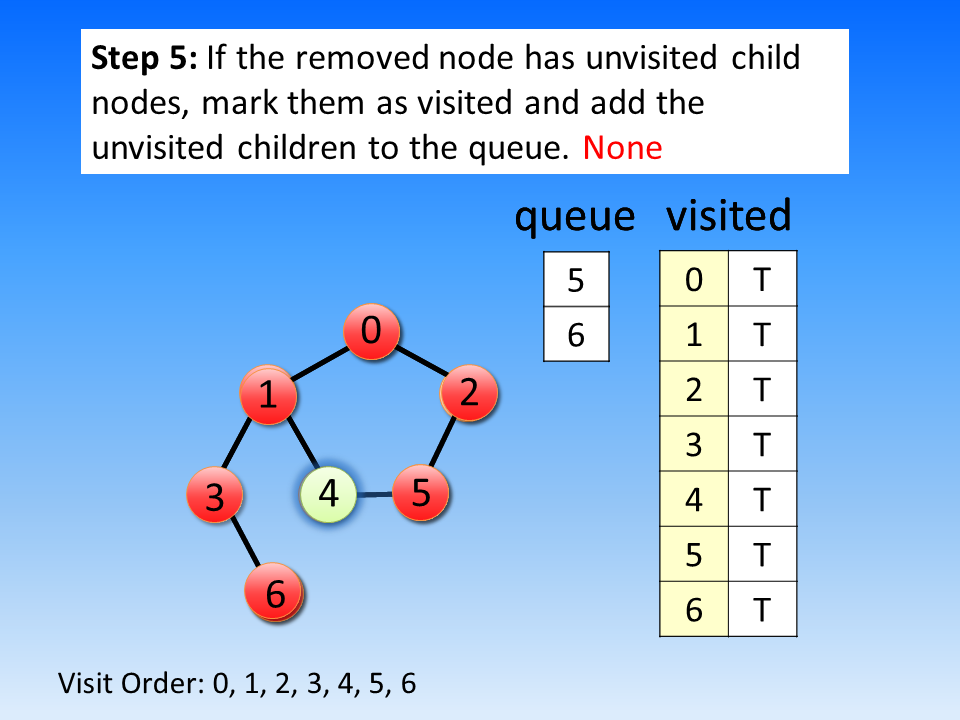 Step 5: If the removed node has unvisited child
nodes, mark them as visited and add the
unvisited children to the queue. None
queue visited
5
6
0 T
1 T
2 T
3 T
4 T
5 T
6 T
0
1 2
3 4 5
6
Visit Order: 0, 1, 2, 3, 4, 5, 6